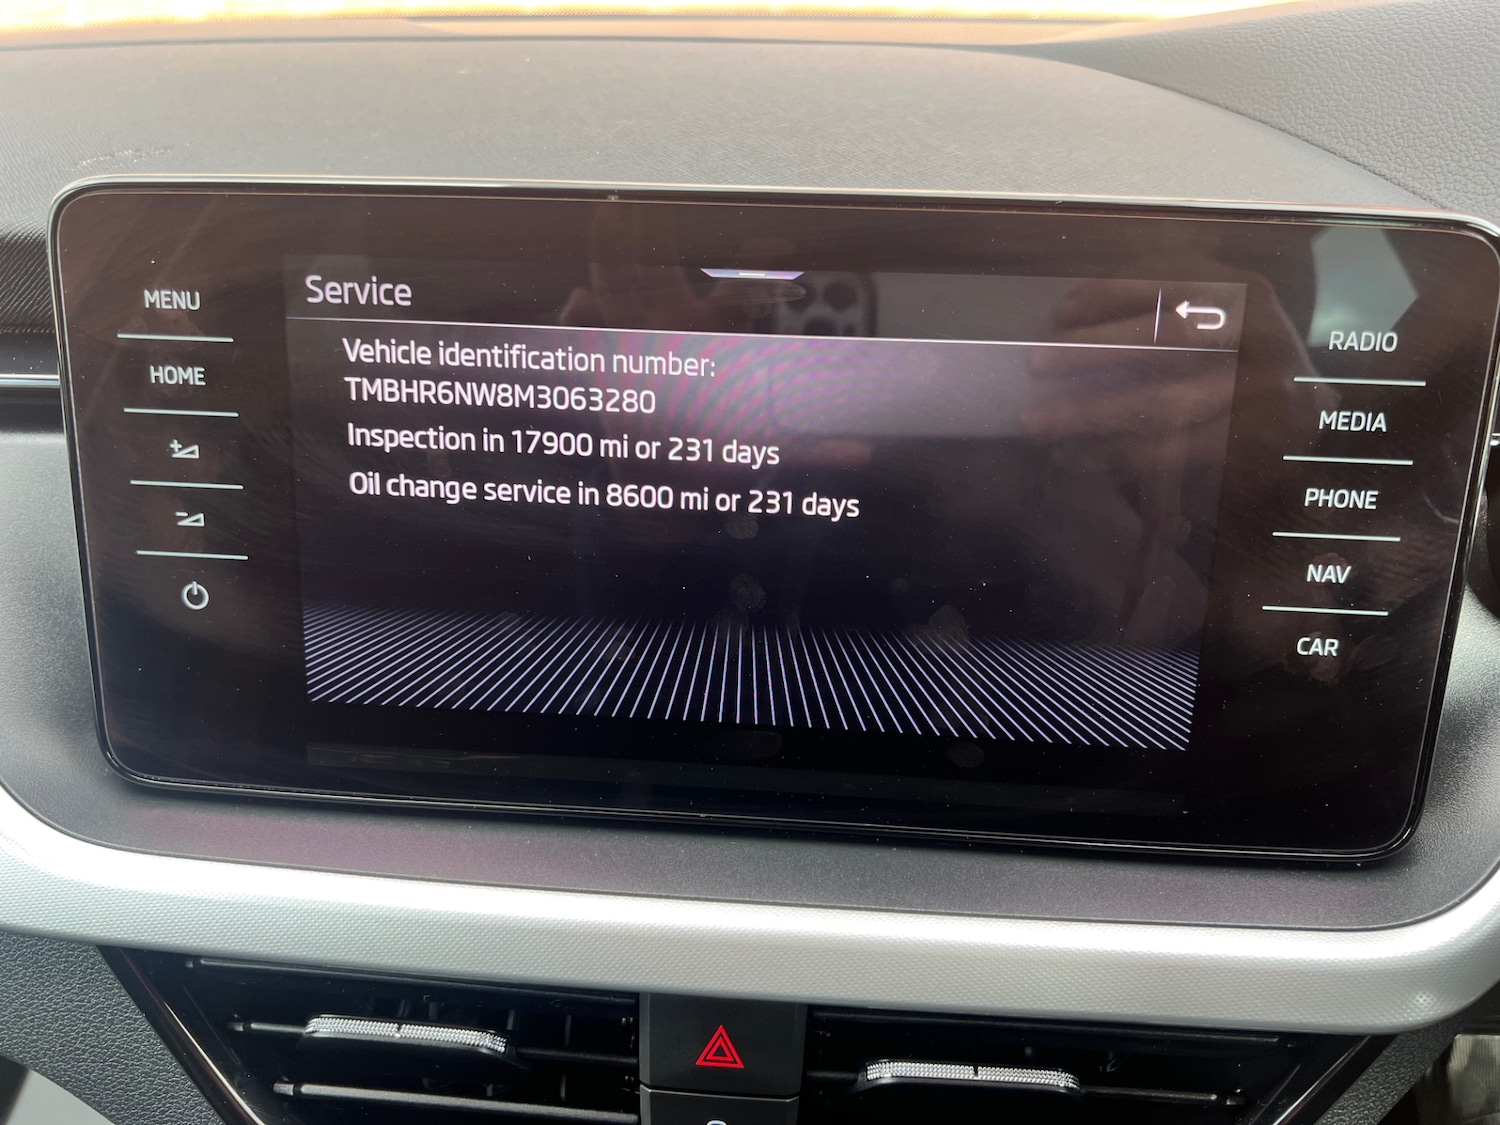 Service
Vehicle identification number:
TMBHR6NW8M3063280
Inspection in 17900 mi or 231 days
Oil change service in 8600 mi or 231 days
MENU
HOME
RADIO
MEDIA
PHONE
NAV
CAR